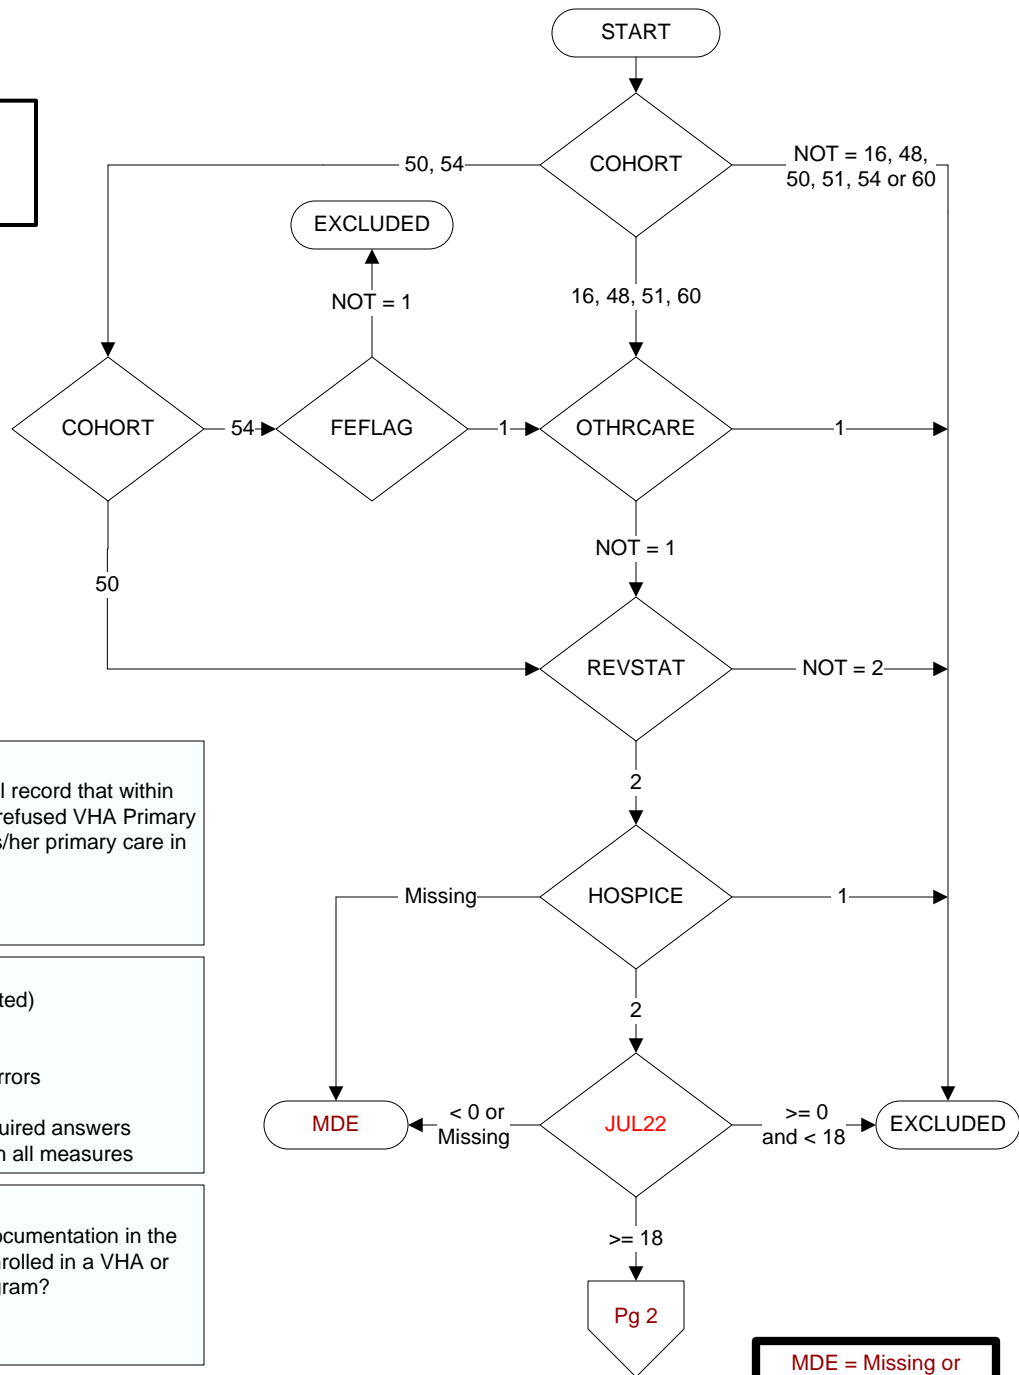 START
COHORT
50, 54
NOT = 16, 48,
50, 51, 54 or 60
EXCLUDED
NOT = 1
16, 48, 51, 60
COHORT
54
FEFLAG
1
OTHRCARE
1
NOT = 1
50
REVSTAT
NOT = 2
2
l record that within
refused VHA Primary
s/her primary care in
Missing
HOSPICE
1
2
ted)
rrors
uired answers
n all measures
MDE
< 0 or
Missing
JUL22
>= 0
and < 18
EXCLUDED
>= 18
ocumentation in the
nrolled in a VHA or
gram?
Pg 2
MDE = Missing or